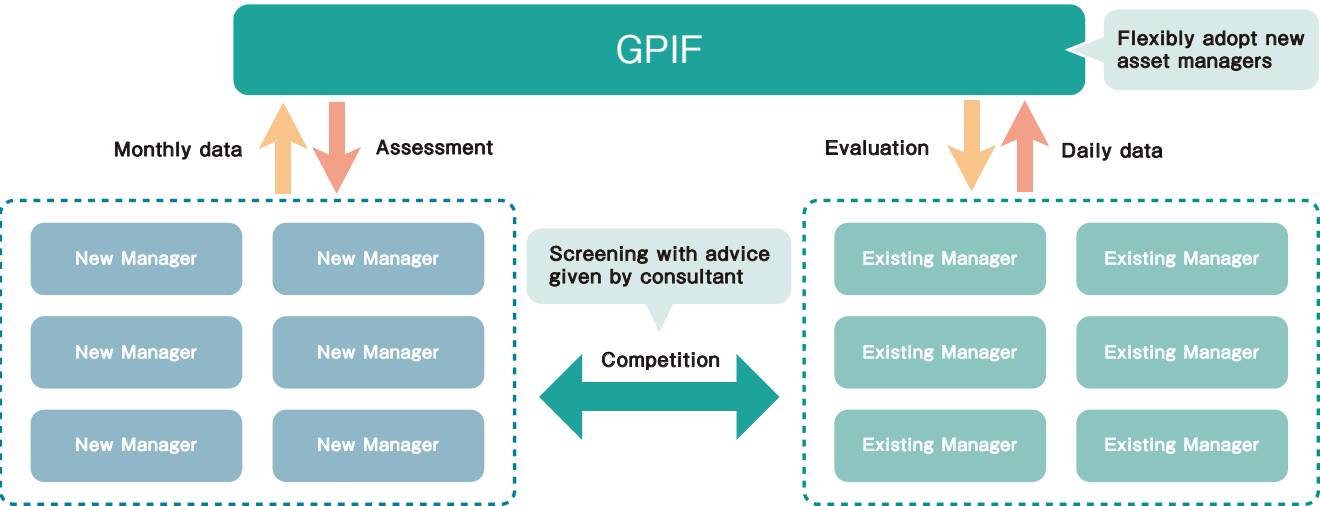 GPIF
Flexibly adopt new
asset managers
Monthly data
Assessment
Evaluation
Daily data
New Manager
New Manager
New Manager
New Manager
New Manager
New Manager
Screening with advice
given by consultant
Competition
Existing Manager
Existing Manager
Existing Manager
Existing Manager
Existing Manager
Existing Manager